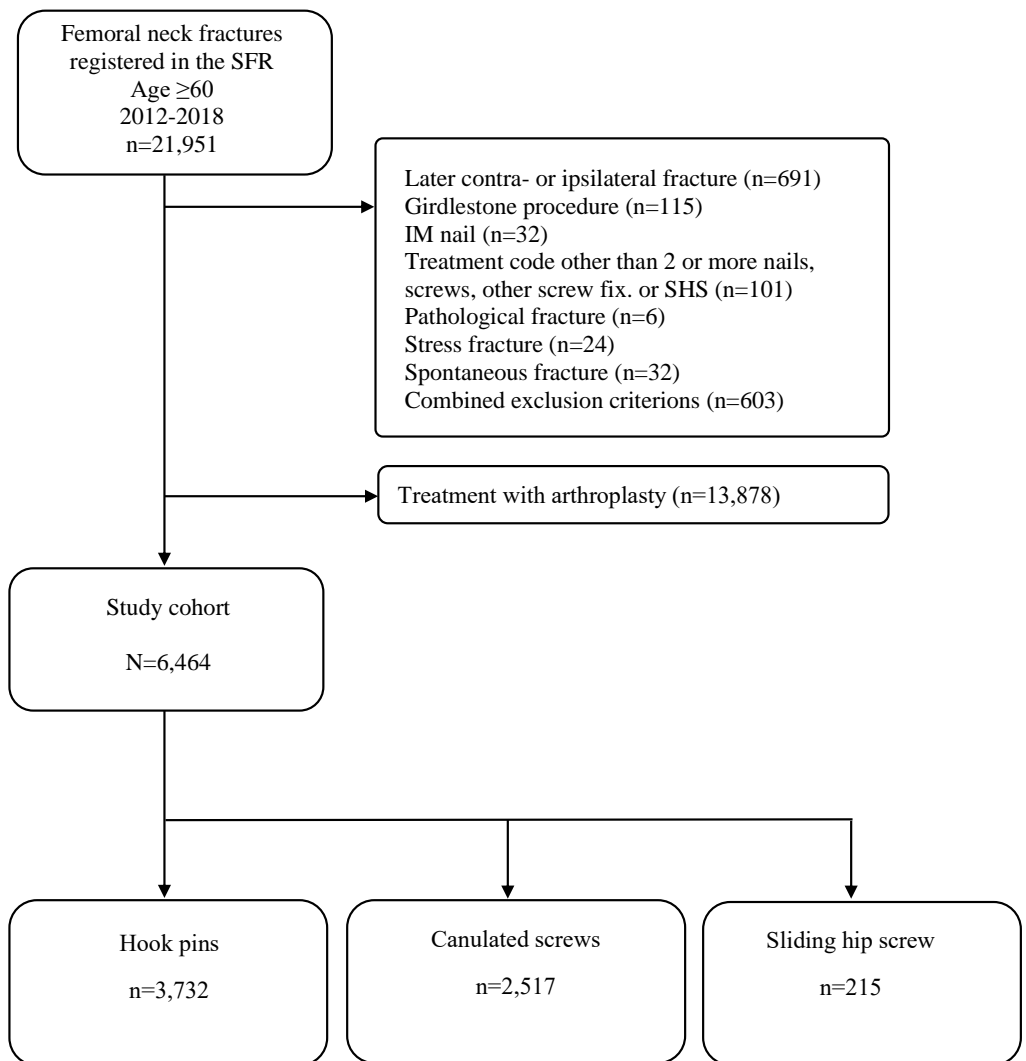 Femoral neck fractures
registered in the SFR
Age ≥60
2012-2018
n=21,951
Later contra- or ipsilateral fracture (n=691)
Girdlestone procedure (n=115)
IM nail (n=32)
Treatment code other than 2 or more nails,
screws, other screw fix. or SHS (n=101)
Pathological fracture (n=6)
Stress fracture (n=24)
Spontaneous fracture (n=32)
Combined exclusion criterions (n=603)
Treatment with arthroplasty (n=13,878)
Study cohort
N=6,464
Hook pins
n=3,732
Canulated screws
n=2,517
Sliding hip screw
n=215